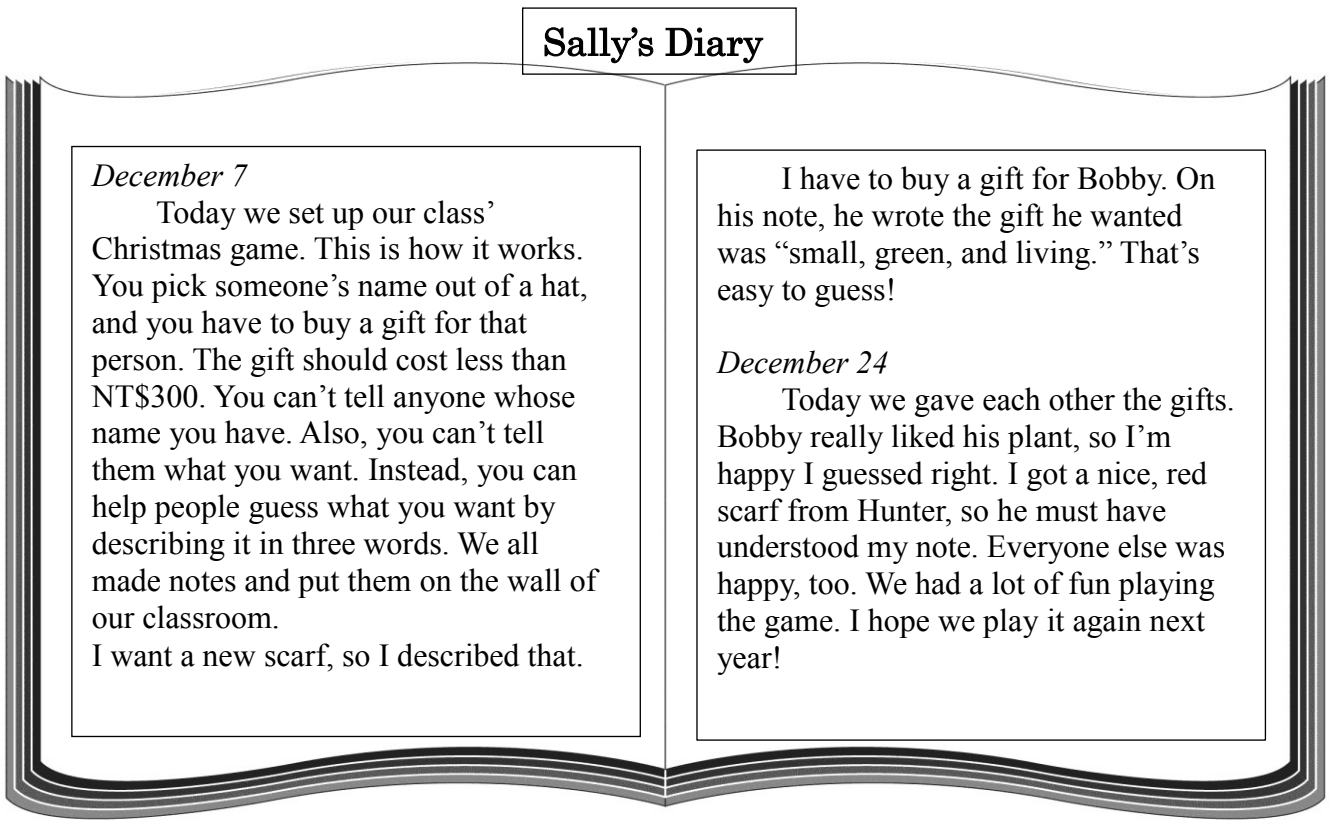 Sally's Diary
December 7
Today we set up our class'
Christmas game. This is how it works.
You pick someone's name out of a hat,
and you have to buy a gift for that
person. The gift should cost less than
NT$300. You can't tell anyone whose
name you have. Also, you can't tell
them what you want. Instead, you can
help people guess what you want by
describing it in three words. We all
made notes and put them on the wall of
our classroom.
I want a new scarf, so I described that.
I have to buy a gift for Bobby. On
his note, he wrote the gift he wanted
was “small, green, and living.” That's
easy to guess!
December 24
Today we gave each other the gifts.
Bobby really liked his plant, so I'm
happy I guessed right. I got a nice, red
scarf from Hunter, so he must have
understood my note. Everyone else was
happy, too. We had a lot of fun playing
the game. I hope we play it again next
year!